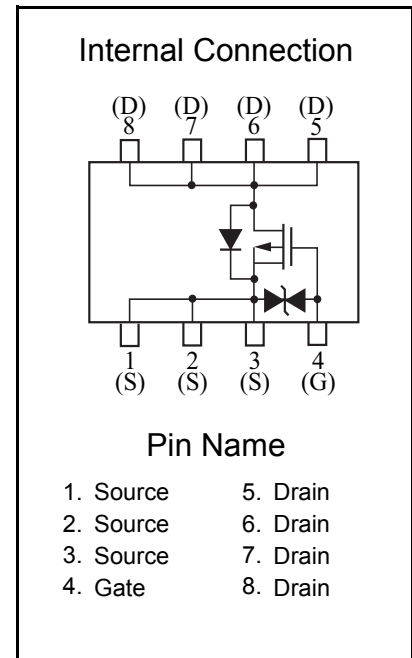 Internal Connection
(D) (D) (D) (D)
8 7 6 5
1 2 3 4
(S) (S) (S) (G)
Pin Name
1. Source 5. Drain
2. Source 6. Drain
3. Source 7. Drain
4. Gate 8. Drain